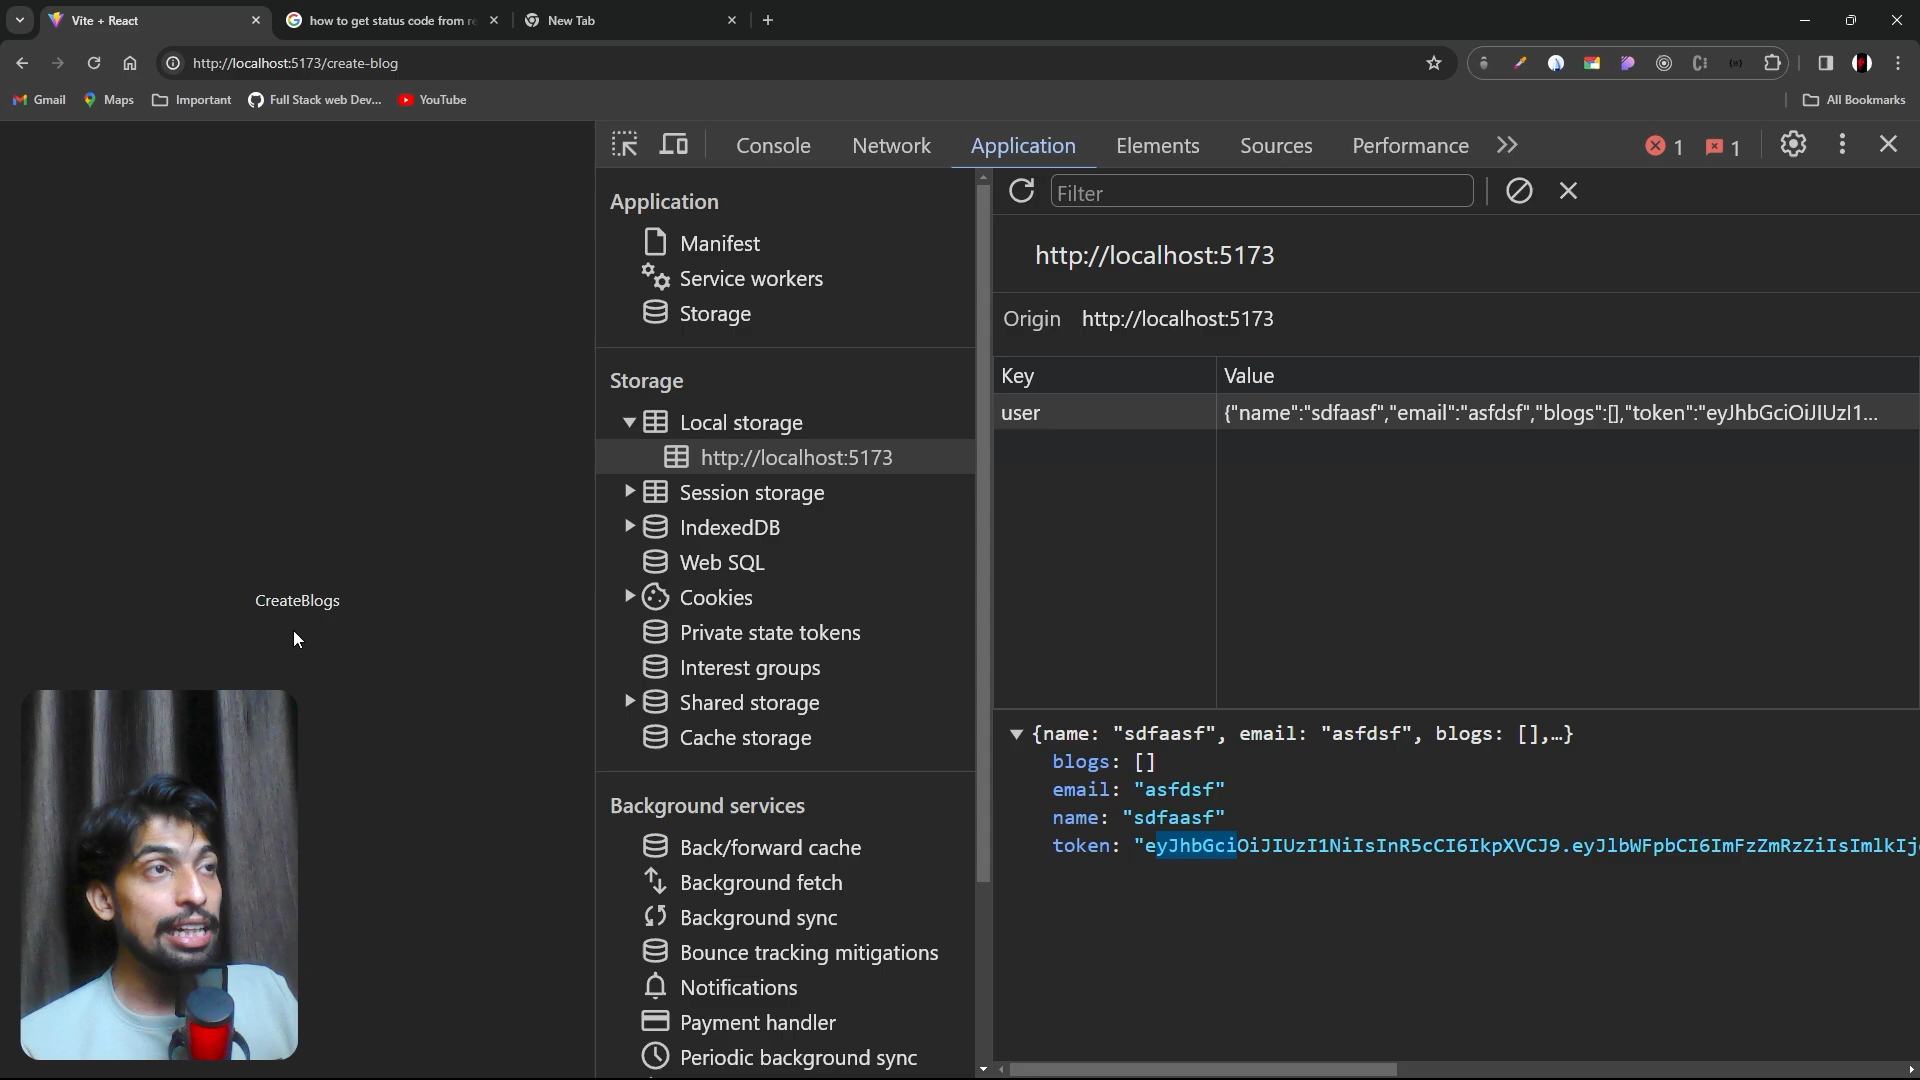 Vite + React
how to get status code from re
New Tab
http://localhost:5173/create-blog
Gmail
Maps
Important
Full Stack web Dev...
YouTube
All Bookmarks
Console
Network
Application
Elements
Sources
Performance
1
1
Application
Manifest
Service workers
Storage
Storage
Local storage
http://localhost:5173
Session storage
IndexedDB
Web SQL
Cookies
Private state tokens
Interest groups
Shared storage
Cache storage
Background services
Back/forward cache
Background fetch
Background sync
Bounce tracking mitigations
Notifications
Payment handler
Periodic background sync
Filter
http://localhost:5173
Origin http://localhost:5173
Key Value
user {"name":"sdfaasf","email":"asfdsf","blogs":[],"token":"eyJhbGciOiJIUzI1...
{name: "sdfaasf", email: "asfdsf", blogs: [],…}
blogs: []
email: "asfdsf"
name: "sdfaasf"
token: "eyJhbGciOiJIUzI1NiIsInR5cCI6IkpXVCJ9.eyJlbWFpbCI6ImFzZmRzZiIsImlkIj
CreateBlogs